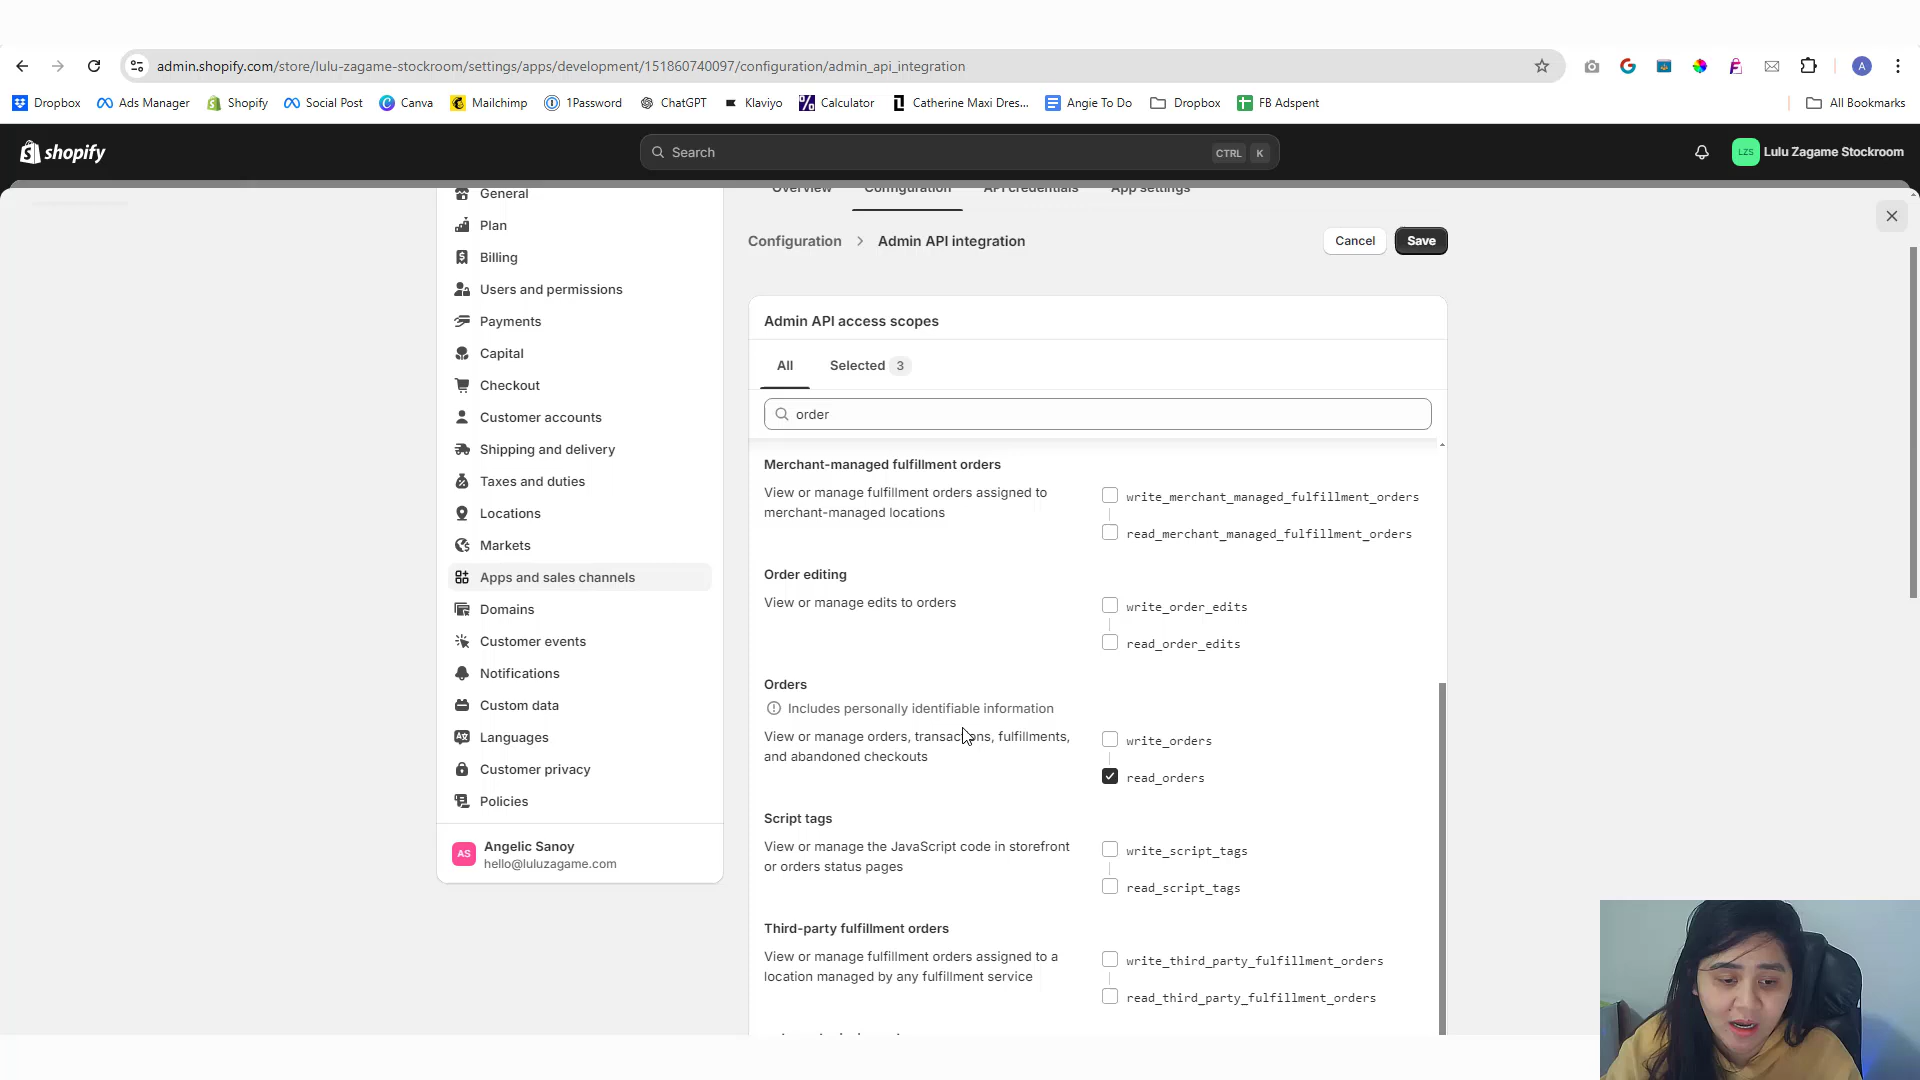 admin.shopify.com/store/lulu-zagame-stockroom/settings/apps/development/151860740097/configuration/admin_api_integration
A
Dropbox
Ads Manager
Shopify
Social Post
Canva
Mailchimp
1Password
ChatGPT
Klaviyo
Calculator
Catherine Maxi Dres...
Angie To Do
Dropbox
FB Adspent
All Bookmarks
shopify
Search
CTRL K
LZS
Lulu Zagame Stockroom
General
Plan
Billing
Users and permissions
Payments
Capital
Checkout
Customer accounts
Shipping and delivery
Taxes and duties
Locations
Markets
Apps and sales channels
Domains
Customer events
Notifications
Custom data
Languages
Customer privacy
Policies
AS
Angelic Sanoy
hello@luluzagame.com
Overview
Configuration
API credentials
App settings
Configuration > Admin API integration
Cancel
Save
Admin API access scopes
All
Selected 3
order
Merchant-managed fulfillment orders
View or manage fulfillment orders assigned to
merchant-managed locations
write_merchant_managed_fulfillment_orders
read_merchant_managed_fulfillment_orders
Order editing
View or manage edits to orders
write_order_edits
read_order_edits
Orders
Includes personally identifiable information
View or manage orders, transactions, fulfillments,
and abandoned checkouts
write_orders
read_orders
Script tags
View or manage the JavaScript code in storefront
or orders status pages
write_script_tags
read_script_tags
Third-party fulfillment orders
View or manage fulfillment orders assigned to a
location managed by any fulfillment service
write_third_party_fulfillment_orders
read_third_party_fulfillment_orders